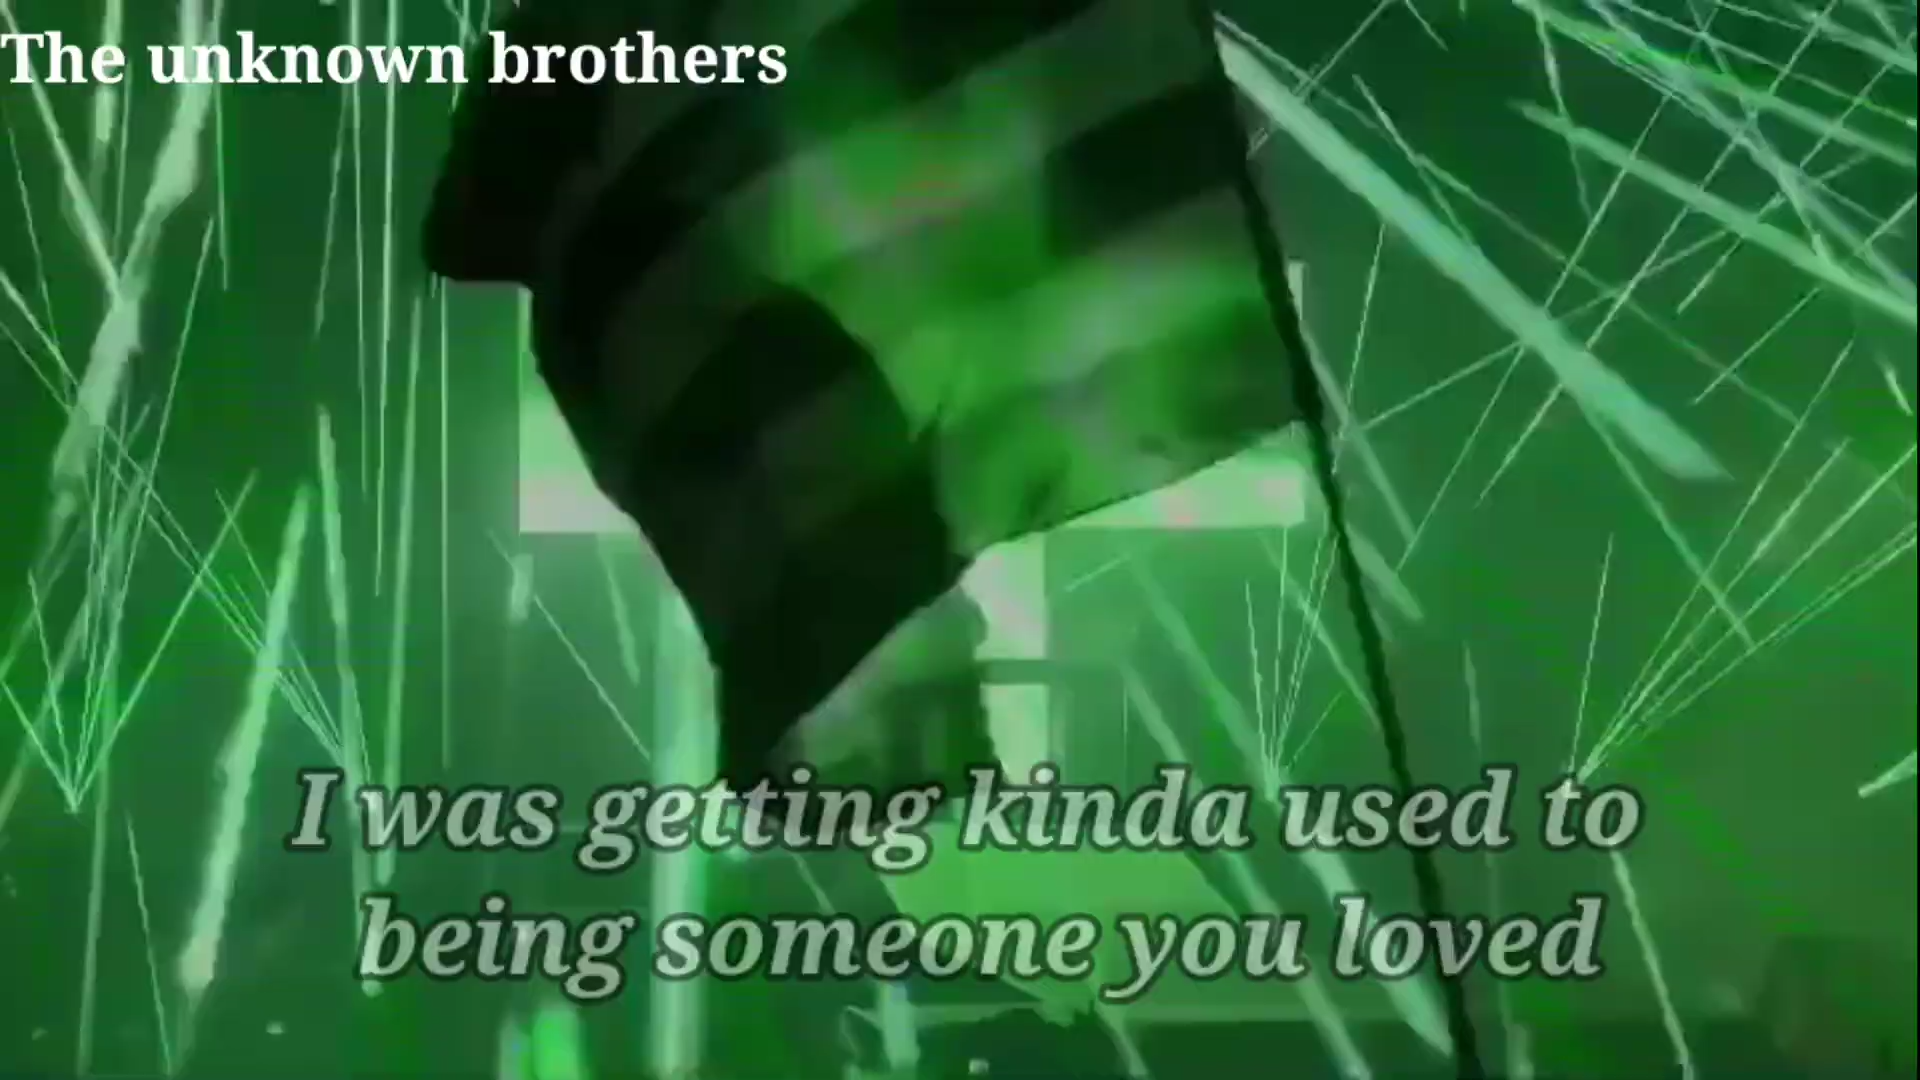 The unknown brothers
I was getting kinda used to
being someone you loved